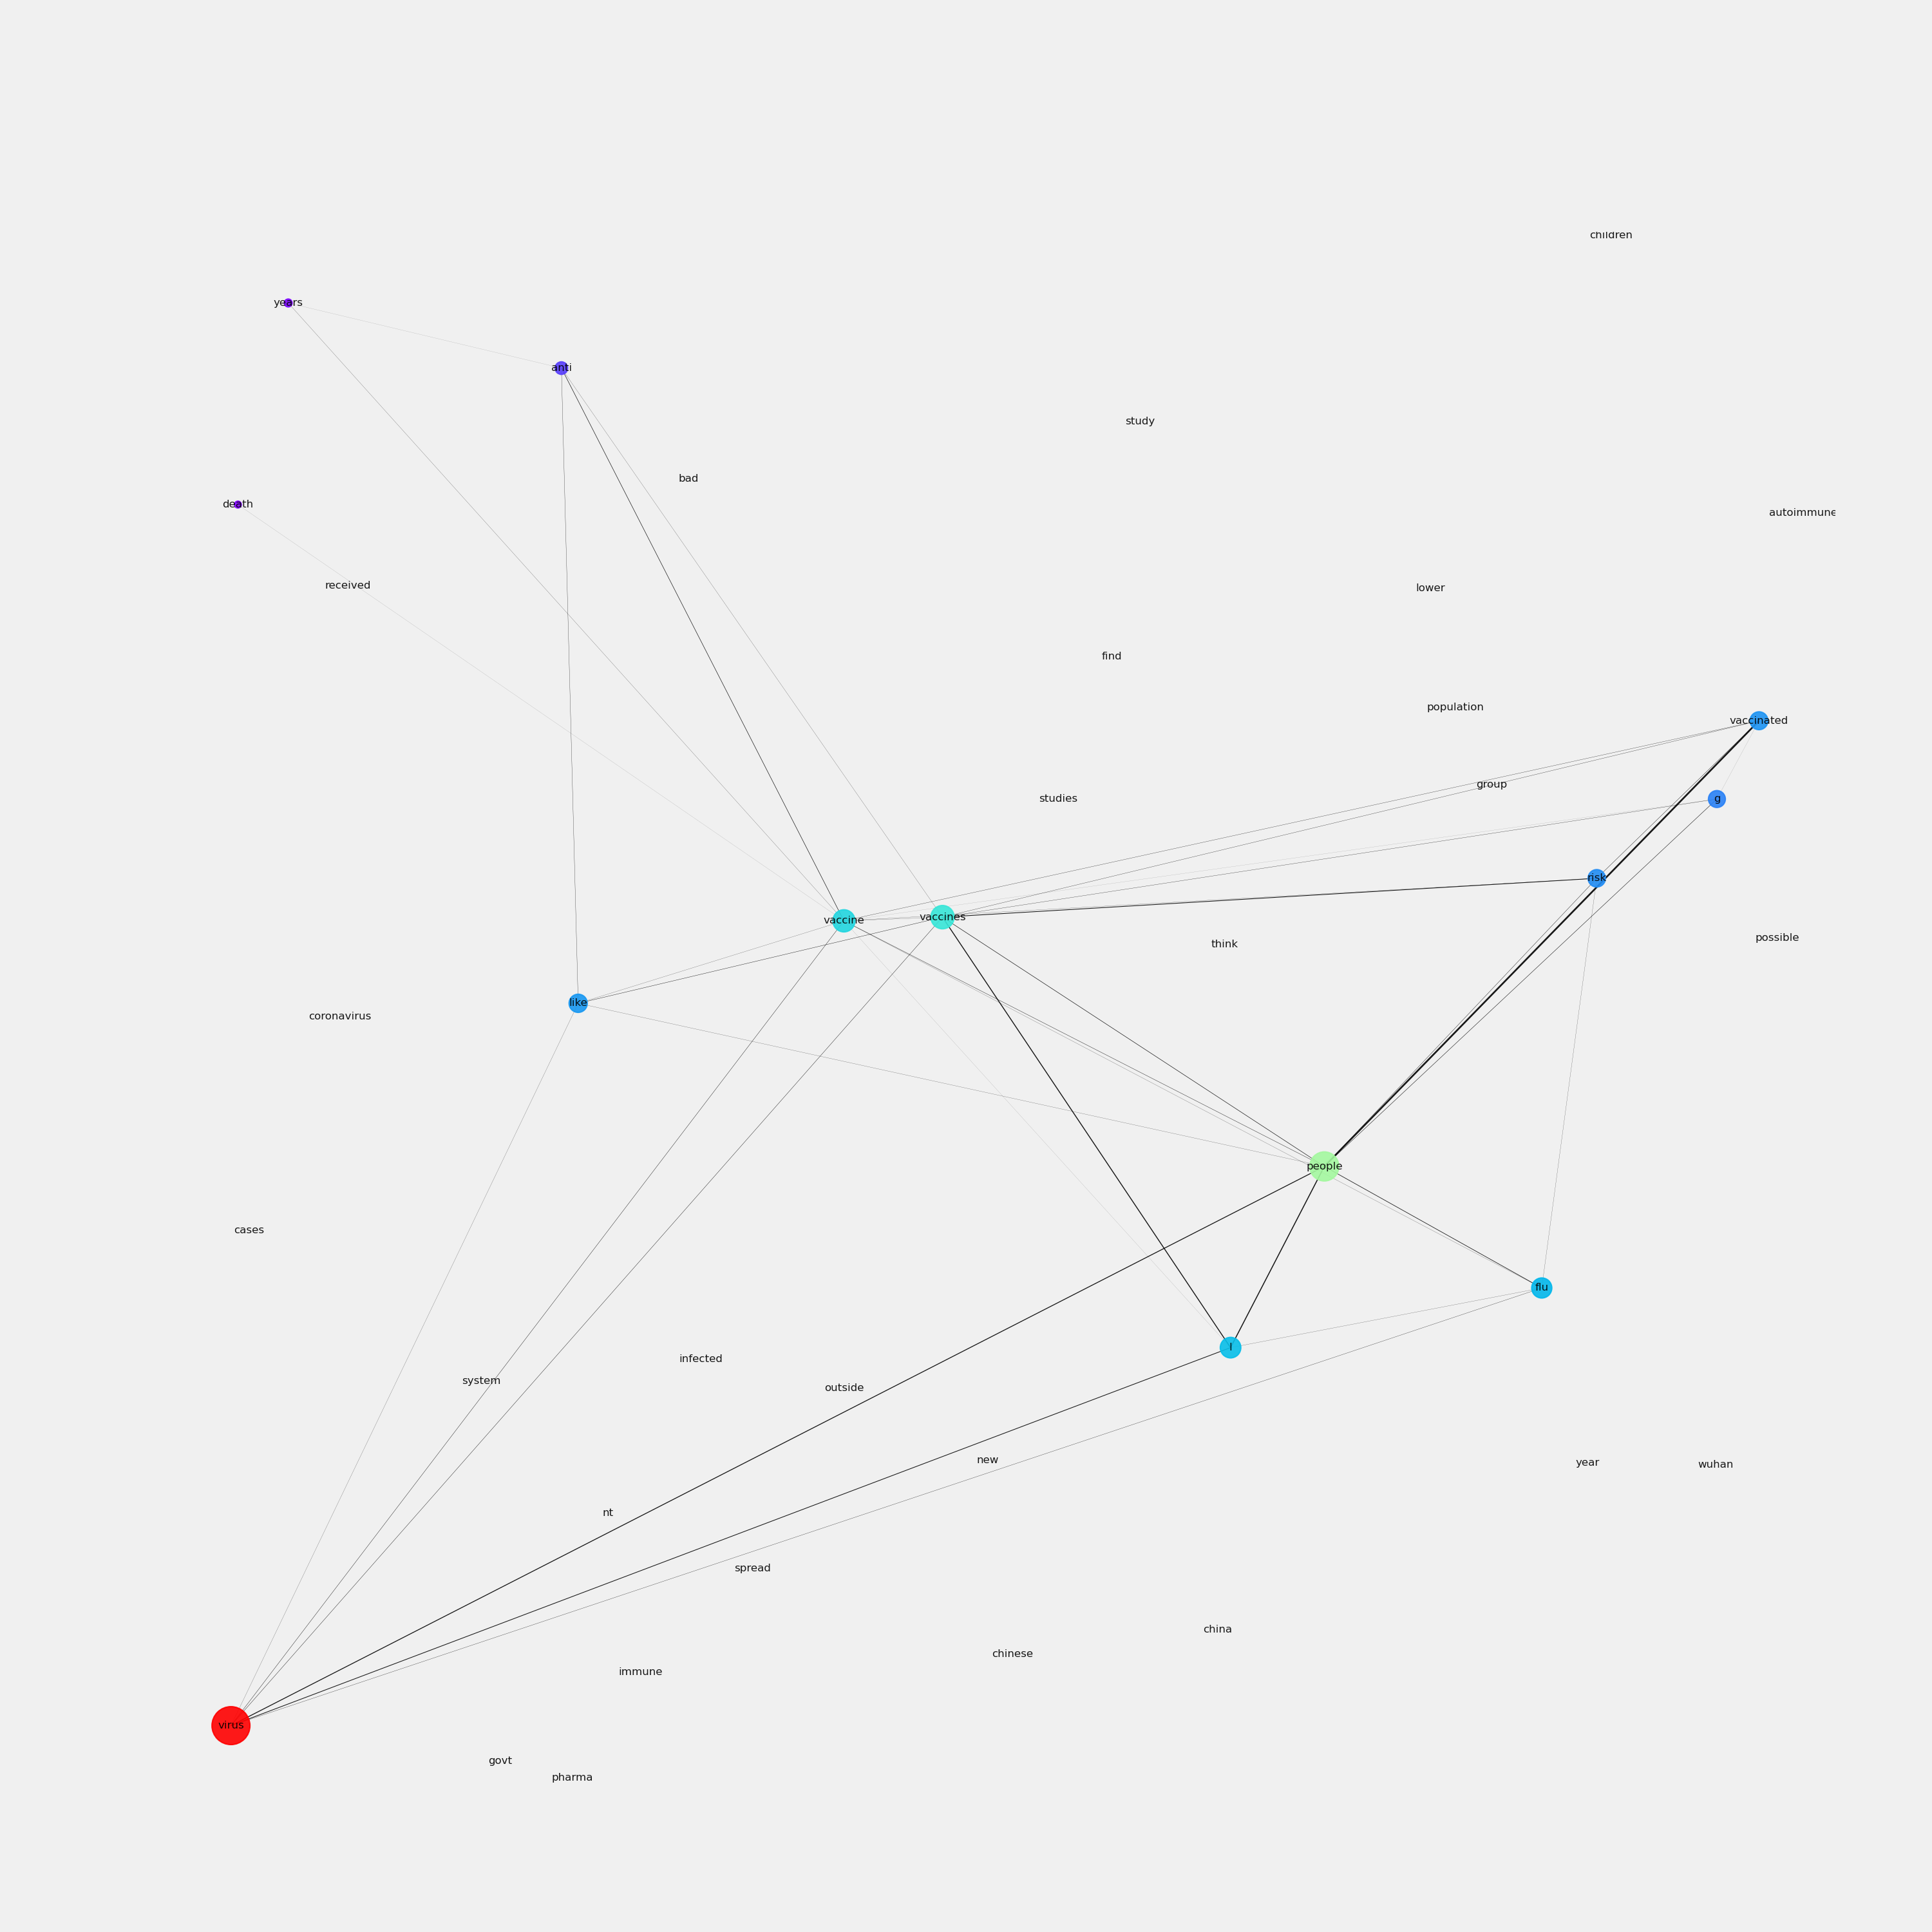 children
years
anti
study
bad
death
autoimmune
received
lower
find
population
vaccinated
group
studies
g
risk
vaccine
vaccines
think
possible
like
coronavirus
people
cases
flu
I
infected
system
outside
new
year
wuhan
nt
spread
china
chinese
immune
virus
govt
pharma